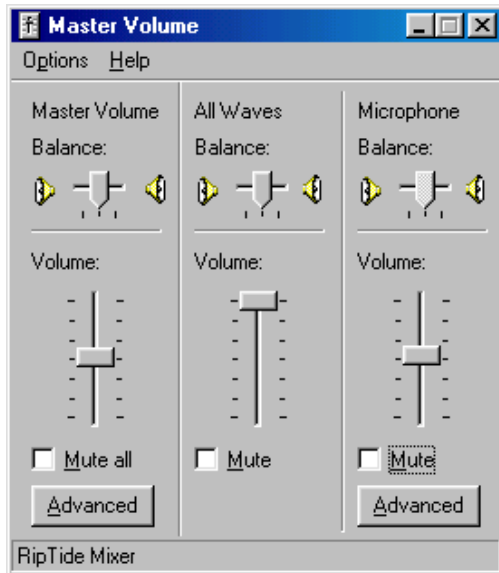 Master Volume
Options Help
Master Volume
Balance:
Volume:
Mute all
Advanced
All Waves
Balance:
Volume:
Mute
Microphone
Balance:
Volume:
Mute
Advanced
RipTide Mixer